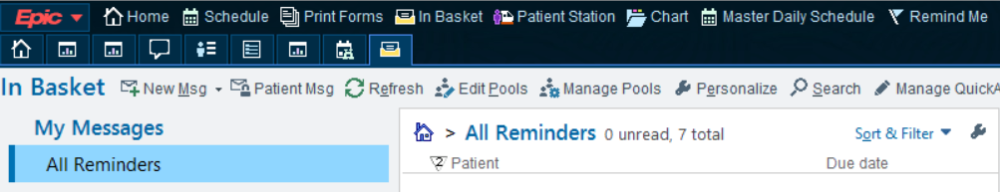 Epic Home Schedule Print Forms In Basket Patient Station Chart Master Daily Schedule Remind Me
In Basket New Msg Patient Msg Refresh Edit Pools Manage Pools Personalize Search Manage QuickA
My Messages
All Reminders
> All Reminders 0 unread, 7 total Sort & Filter
2 Patient Due date